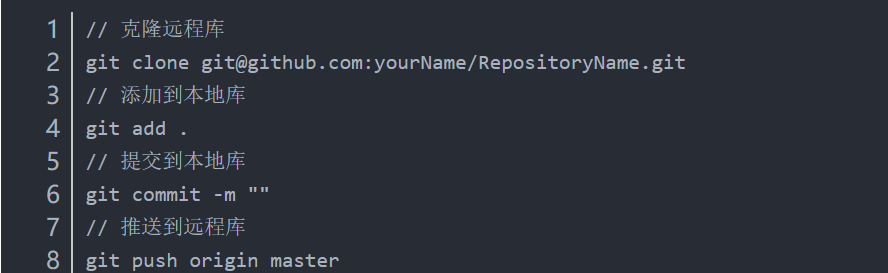 1 // 克隆远程库
2 git clone git@github.com:yourName/RepositoryName.git
3 // 添加到本地库
4 git add .
5 // 提交到本地库
6 git commit -m ""
7 // 推送到远程库
8 git push origin master